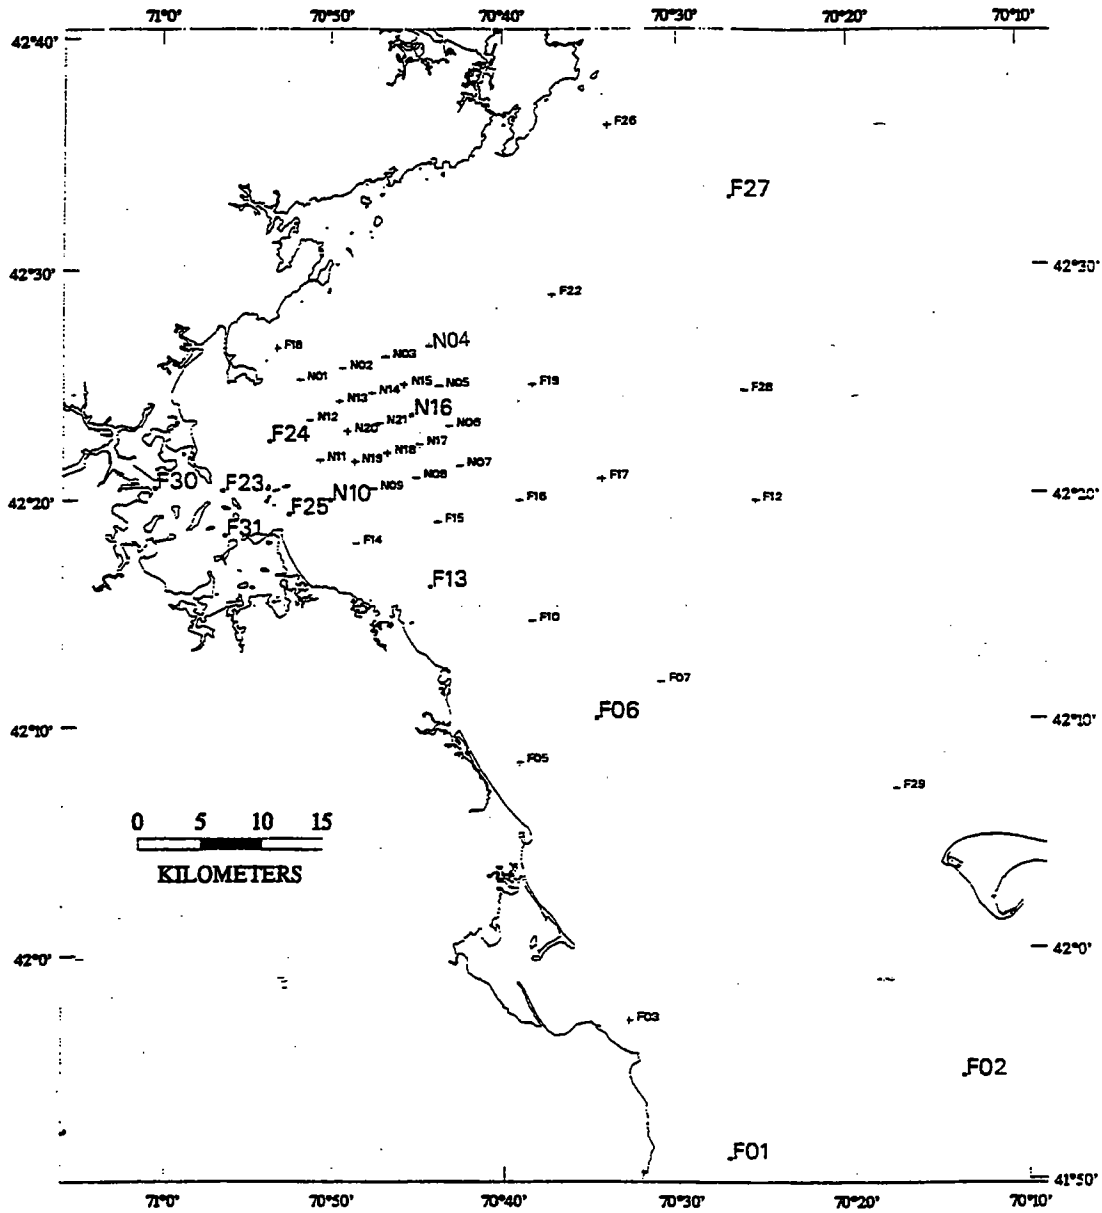 71°0' 70°50' 70°40' 70°30' 70°20' 70°10'
42°40'
F26
F27
42°30' 42°30'
F22
F18 N04
N02 N03
N01 N14 N15 N05 F19 F28
N13 N16
N12 N20 N21 N06
F24 N17
N11 N19 N18 N07
N08 F17
F30 F23 N10 N09
42°20' F25 F16 F12 42°20'
F31 F15
F14
F13
F10
F07
F06
42°10' 42°10'
F05
F29
0 5 10 15
KILOMETERS
42°0' 42°0'
F03
F02
F01
41°50'
71°0' 70°50' 70°40' 70°30' 70°20' 70°10'